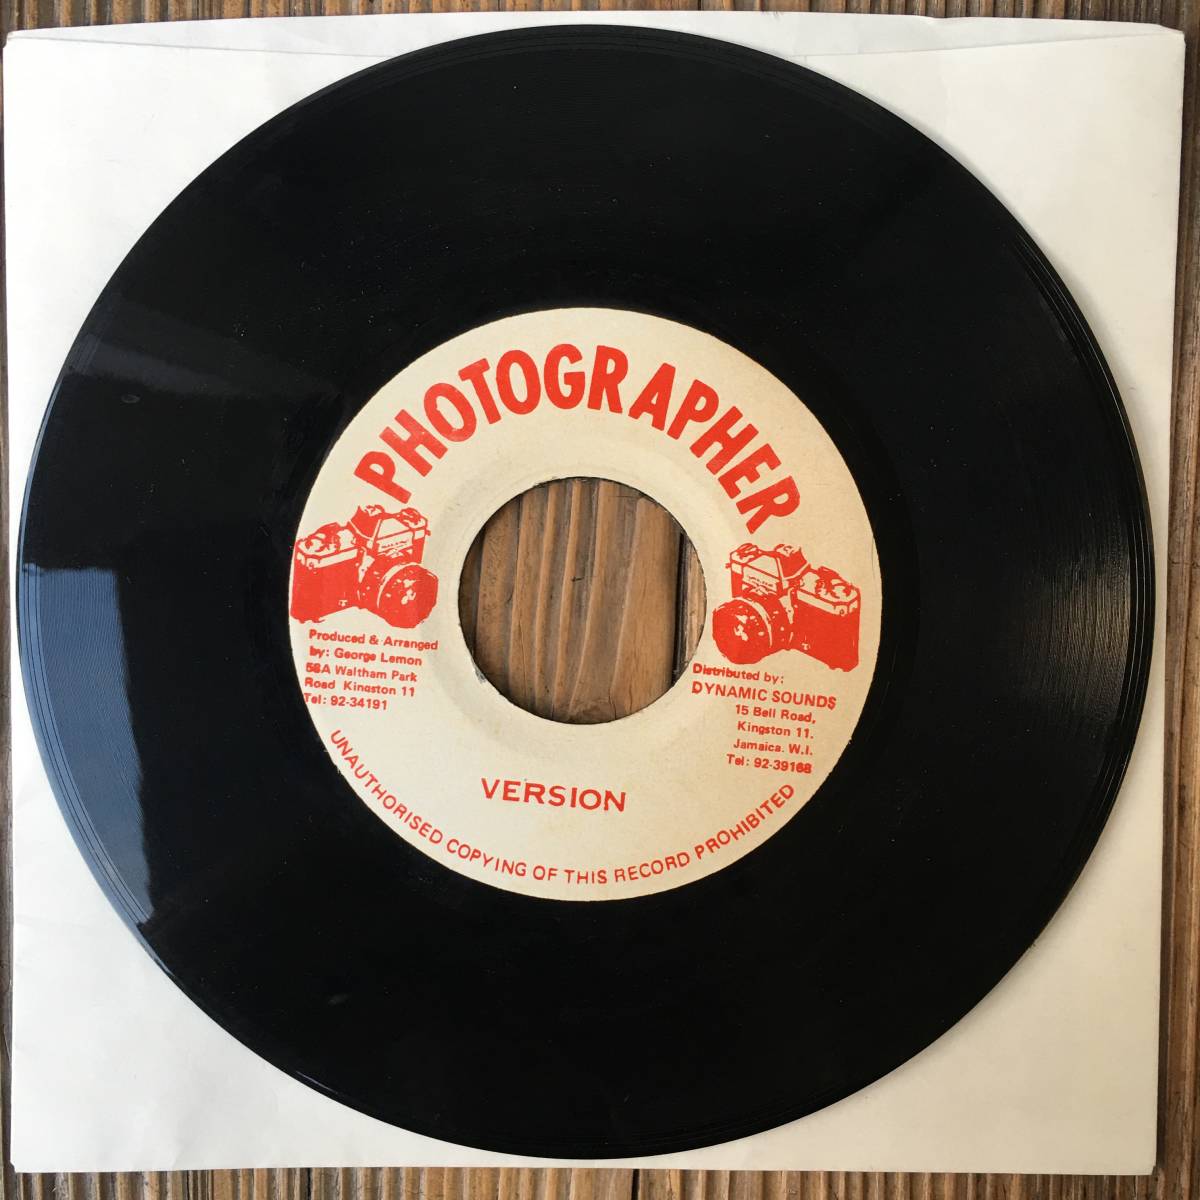 PHOTOGRAPHER
Produced & Arranged
by: George Lemon
58A Waltham Park
Road Kingston 11
Tel: 92-34191
Distributed by:
DYNAMIC SOUNDS
15 Bell Road,
Kingston 11.
Jamaica. W.I.
Tel: 92-39168
VERSION
UNAUTHORISED COPYING OF THIS RECORD PROHIBITED